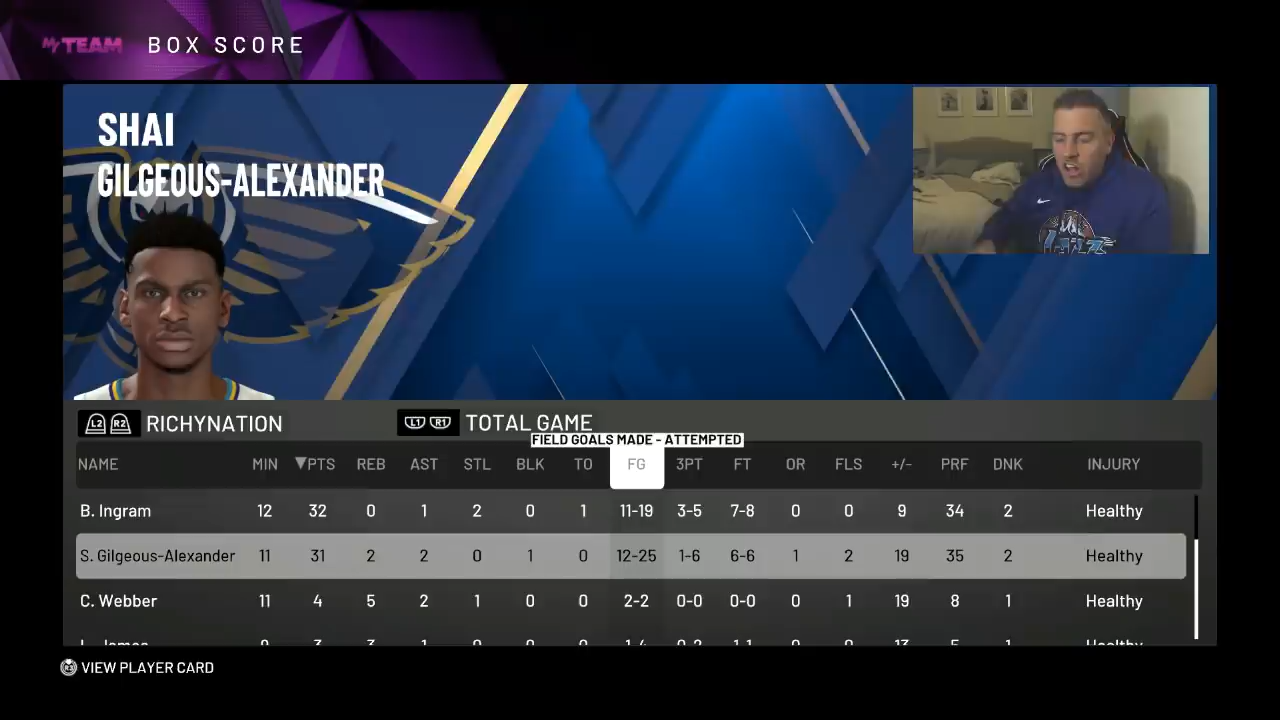 MyTEAM BOX SCORE
SHAI
GILGEOUS-ALEXANDER
L2 R2 RICHYNATION L1 R1 TOTAL GAME
FIELD GOALS MADE - ATTEMPTED
NAME MIN ▼PTS REB AST STL BLK TO FG 3PT FT OR FLS +/- PRF DNK INJURY
B. Ingram 12 32 0 1 2 0 1 11-19 3-5 7-8 0 0 9 34 2 Healthy
S. Gilgeous-Alexander 11 31 2 2 0 1 0 12-25 1-6 6-6 1 2 19 35 2 Healthy
C. Webber 11 4 5 2 1 0 0 2-2 0-0 0-0 0 1 19 8 1 Healthy
VIEW PLAYER CARD